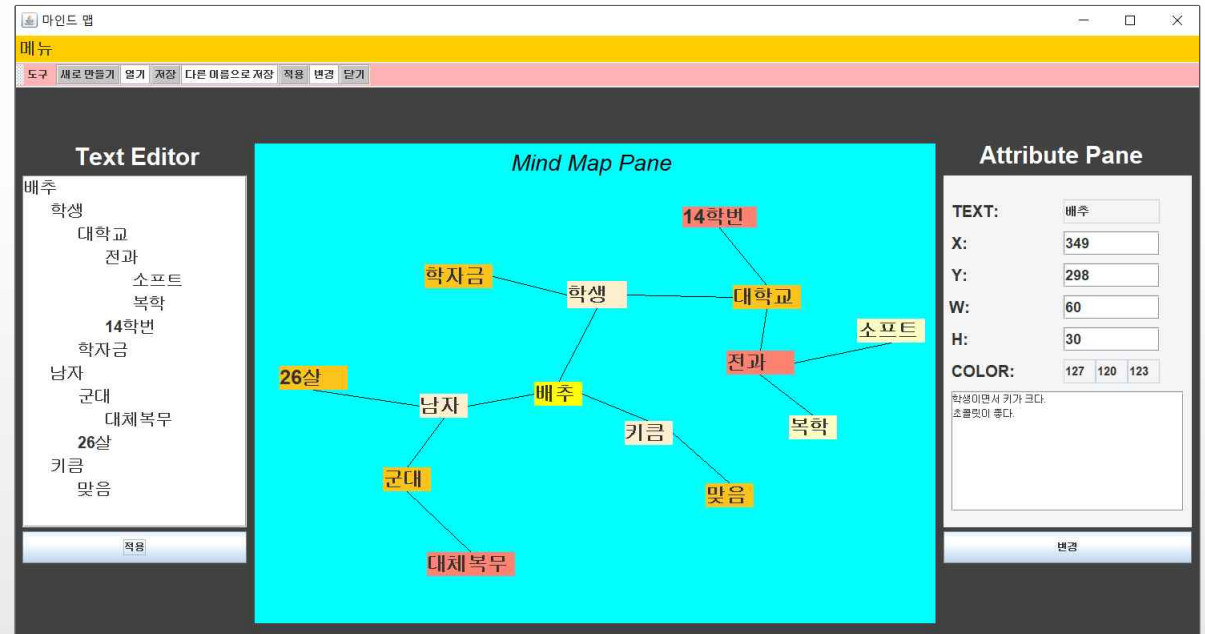 마인드 맵
메뉴
도구 새로 만들기 열기 저장 다른 이름으로 저장 적용 변경 닫기
Text Editor
배추
학생
대학교
전과
소프트
복학
14학번
학자금
남자
군대
대체복무
26살
키큼
맞음
적용
Mind Map Pane
14학번
학자금
학생
대학교
소프트
전과
26살
배추
남자
키큼
복학
군대
맞음
대체복무
Attribute Pane
TEXT: 배추
X: 349
Y: 298
W: 60
H: 30
COLOR: 127 120 123
학생이면서 키가 크다.
초콜릿이 좋다.
변경